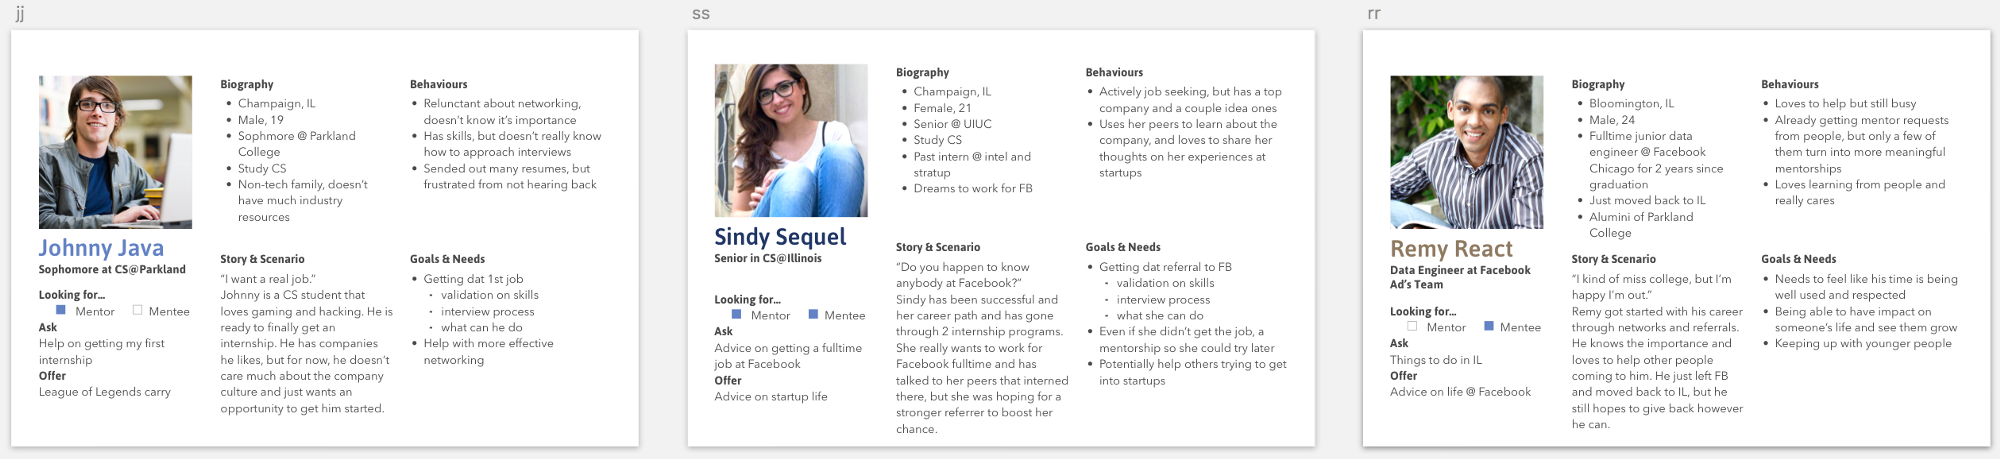 jj
Johnny Java
Sophomore at CS@Parkland
Looking for...
Mentor Mentee
Ask
Help on getting my first
internship
Offer
League of Legends carry
Biography
• Champaign, IL
• Male, 19
• Sophmore @ Parkland
College
• Study CS
• Non-tech family, doesn't
have much industry
resources
Behaviours
• Relunctant about networking,
doesn't know it's importance
• Has skills, but doesn't really know
how to approach interviews
• Sended out many resumes, but
frustrated from not hearing back
Story & Scenario
"I want a real job."
Johnny is a CS student that
loves gaming and hacking. He is
ready to finally get an
internship. He has companies
he likes, but for now, he doesn't
care much about the company
culture and just wants an
opportunity to get him started.
Goals & Needs
• Getting dat 1st job
• validation on skills
• interview process
• what can he do
• Help with more effective
networking
ss
Sindy Sequel
Senior in CS@Illinois
Looking for...
Mentor Mentee
Ask
Advice on getting a fulltime
job at Facebook
Offer
Advice on startup life
Biography
• Champaign, IL
• Female, 21
• Senior @ UIUC
• Study CS
• Past intern @ intel and
stratup
• Dreams to work for FB
Behaviours
• Actively job seeking, but has a top
company and a couple idea ones
• Uses her peers to learn about the
company, and loves to share her
thoughts on her experiences at
startups
Story & Scenario
"Do you happen to know
anybody at Facebook?"
Sindy has been successful and
her career path and has gone
through 2 internship programs.
She really wants to work for
Facebook fulltime and has
talked to her peers that interned
there, but she was hoping for a
stronger referrer to boost her
chance.
Goals & Needs
• Getting dat referral to FB
• validation on skills
• interview process
• what she can do
• Even if she didn't get the job, a
mentorship so she could try later
• Potentially help others trying to get
into startups
rr
Remy React
Data Engineer at Facebook
Ad's Team
Looking for...
Mentor Mentee
Ask
Things to do in IL
Offer
Advice on life @ Facebook
Biography
• Bloomington, IL
• Male, 24
• Fulltime junior data
engineer @ Facebook
Chicago for 2 years since
graduation
• Just moved back to IL
• Alumini of Parkland
College
Behaviours
• Loves to help but still busy
• Already getting mentor requests
from people, but only a few of
them turn into more meaningful
mentorships
• Loves learning from people and
really cares
Story & Scenario
"I kind of miss college, but I'm
happy I'm out."
Remy got started with his career
through networks and referrals.
He knows the importance and
loves to help other people
coming to him. He just left FB
and moved back to IL, but he
still hopes to give back however
he can.
Goals & Needs
• Needs to feel like his time is being
well used and respected
• Being able to have impact on
someone's life and see them grow
• Keeping up with younger people